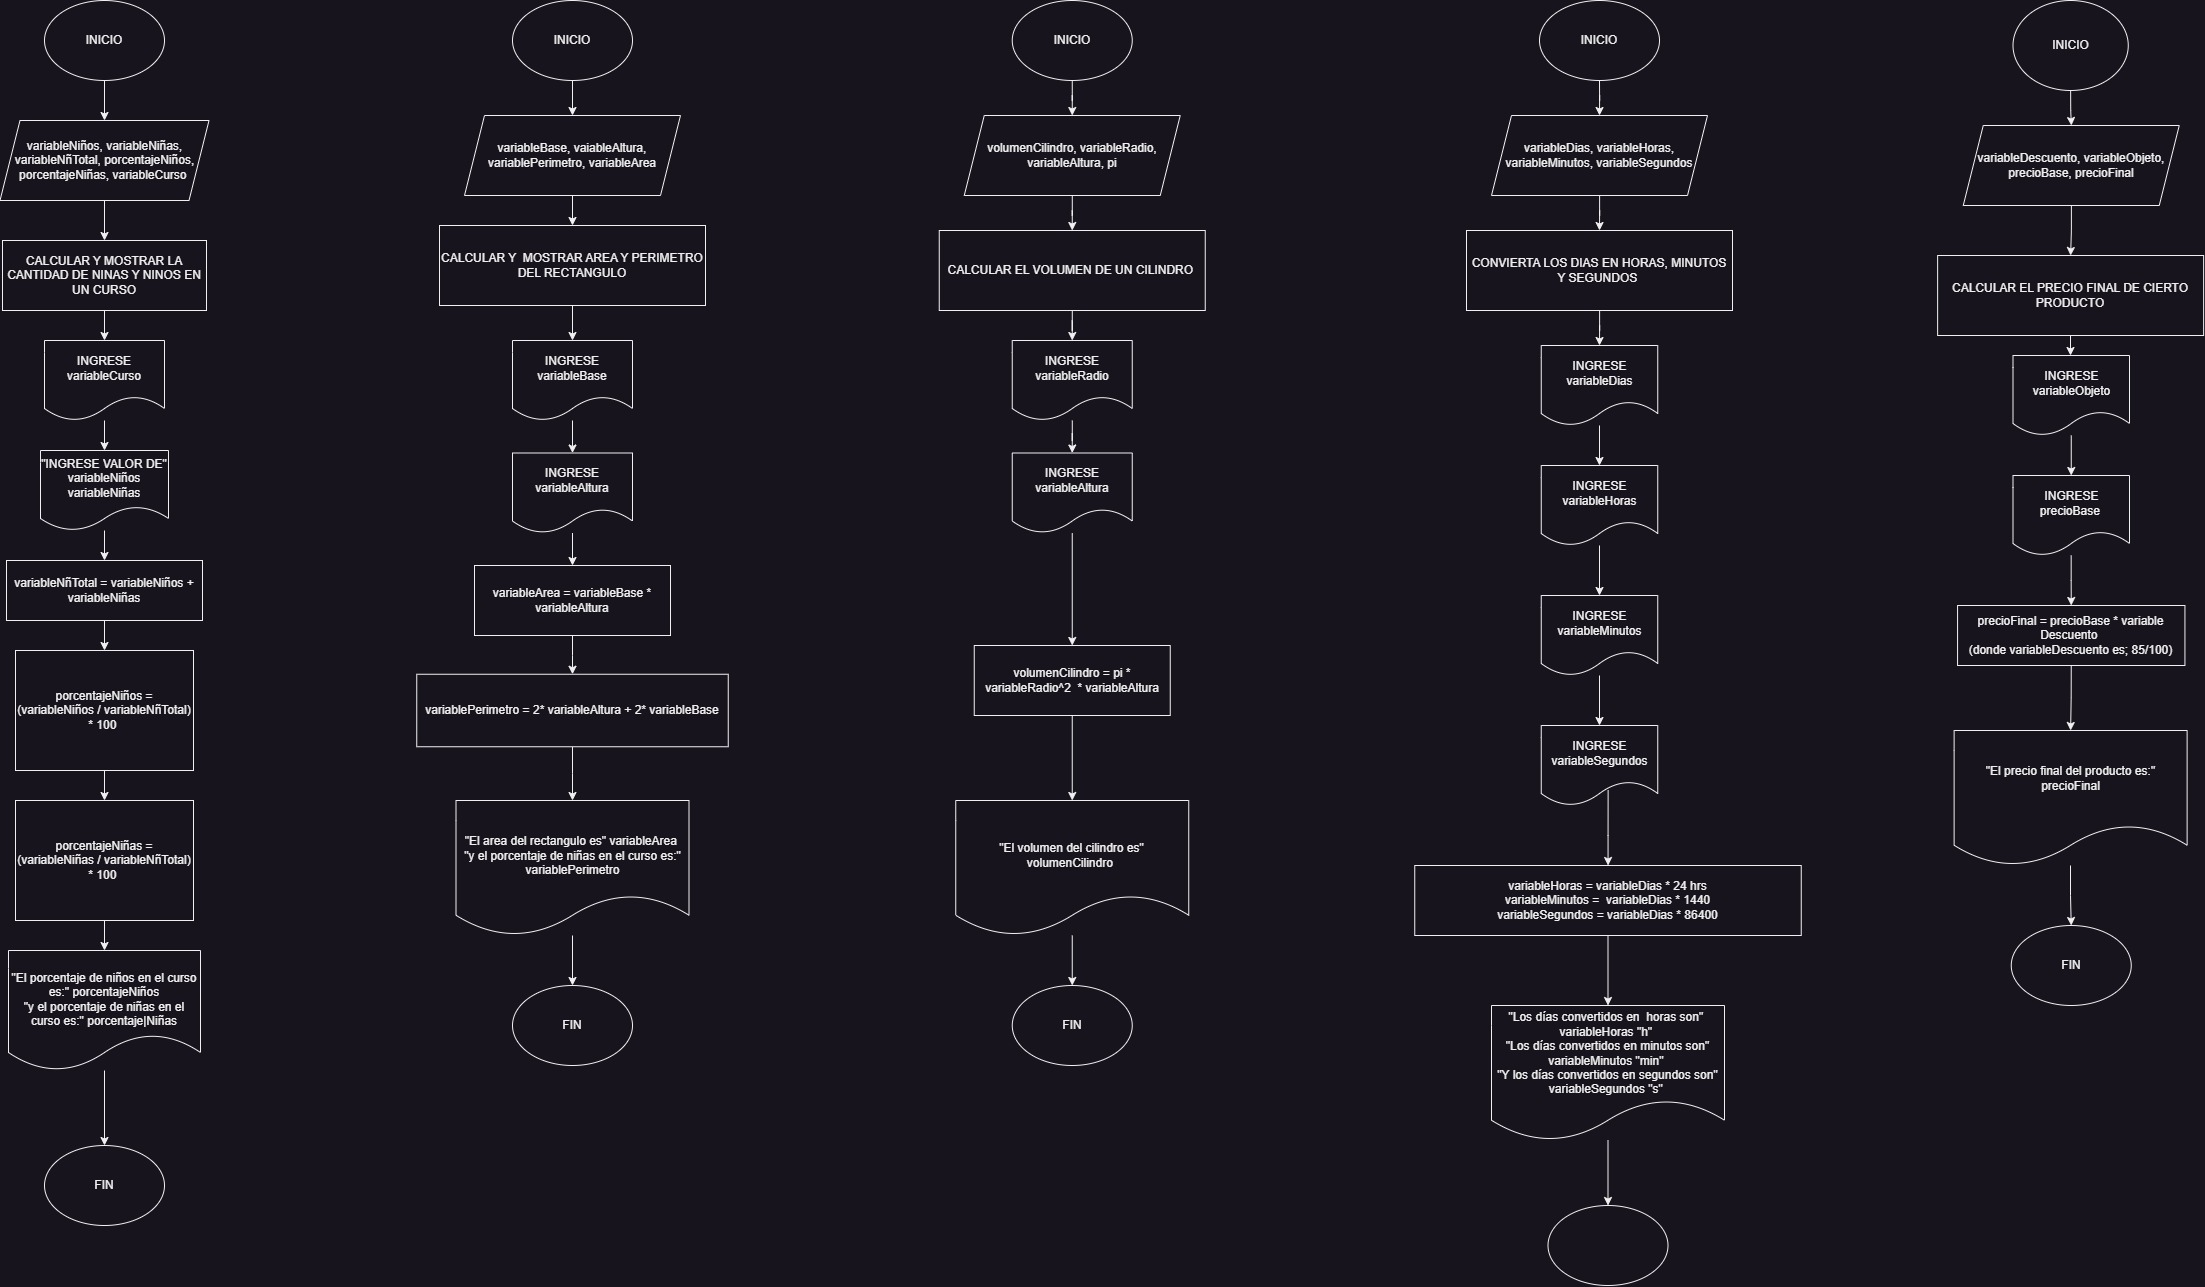 INICIO
variableNiños, variableNiñas,
variableNñTotal, porcentajeNiños,
porcentajeNiñas, variableCurso
CALCULAR Y MOSTRAR LA
CANTIDAD DE NINAS Y NINOS EN
UN CURSO
INGRESE
variableCurso
"INGRESE VALOR DE"
variableNiños
variableNiñas
variableNñTotal = variableNiños +
variableNiñas
porcentajeNiños =
(variableNiños / variableNñTotal)
* 100
porcentajeNiñas =
(variableNiñas / variableNñTotal)
* 100
"El porcentaje de niños en el curso
es:" porcentajeNiños
"y el porcentaje de niñas en el
curso es:" porcentaje|Niñas
FIN
INICIO
variableBase, vaiableAltura,
variablePerimetro, variableArea
CALCULAR Y  MOSTRAR AREA Y PERIMETRO
DEL RECTANGULO
INGRESE
variableBase
INGRESE
variableAltura
variableArea = variableBase *
variableAltura
variablePerimetro = 2* variableAltura + 2* variableBase
"El area del rectangulo es" variableArea
"y el porcentaje de niñas en el curso es:"
variablePerimetro
FIN
INICIO
volumenCilindro, variableRadio,
variableAltura, pi
CALCULAR EL VOLUMEN DE UN CILINDRO
INGRESE
variableRadio
INGRESE
variableAltura
volumenCilindro = pi *
variableRadio^2  * variableAltura
"El volumen del cilindro es"
volumenCilindro
FIN
INICIO
variableDias, variableHoras,
variableMinutos, variableSegundos
CONVIERTA LOS DIAS EN HORAS, MINUTOS
Y SEGUNDOS
INGRESE
variableDias
INGRESE
variableHoras
INGRESE
variableMinutos
INGRESE
variableSegundos
variableHoras = variableDias * 24 hrs
variableMinutos =  variableDias * 1440
variableSegundos = variableDias * 86400
"Los días convertidos en  horas son"
variableHoras "h"
"Los días convertidos en minutos son"
variableMinutos "min"
"Y los días convertidos en segundos son"
variableSegundos "s"
INICIO
variableDescuento, variableObjeto,
precioBase, precioFinal
CALCULAR EL PRECIO FINAL DE CIERTO
PRODUCTO
INGRESE
variableObjeto
INGRESE
precioBase
precioFinal = precioBase * variable
Descuento
(donde variableDescuento es; 85/100)
"El precio final del producto es:"
precioFinal
FIN